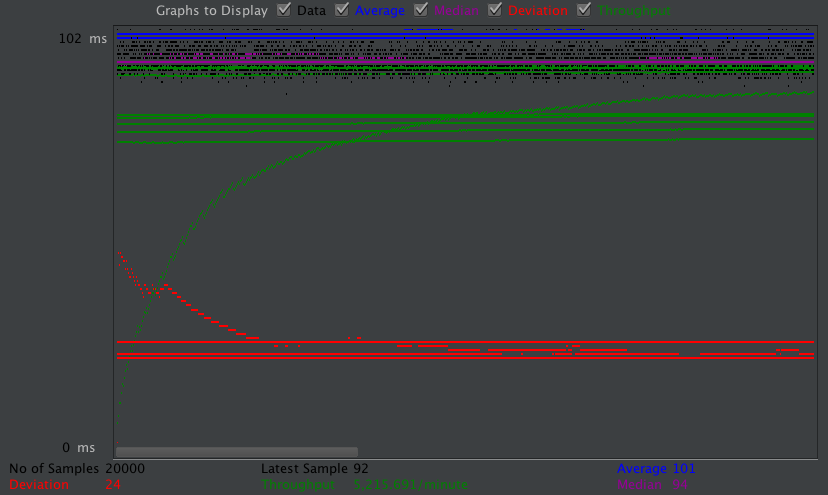 Graphs to Display Data Average Median Deviation Throughput
102 ms
0 ms
No of Samples 20000 Latest Sample 92 Average 101
Deviation 24 Throughput 5,215.691/minute Median